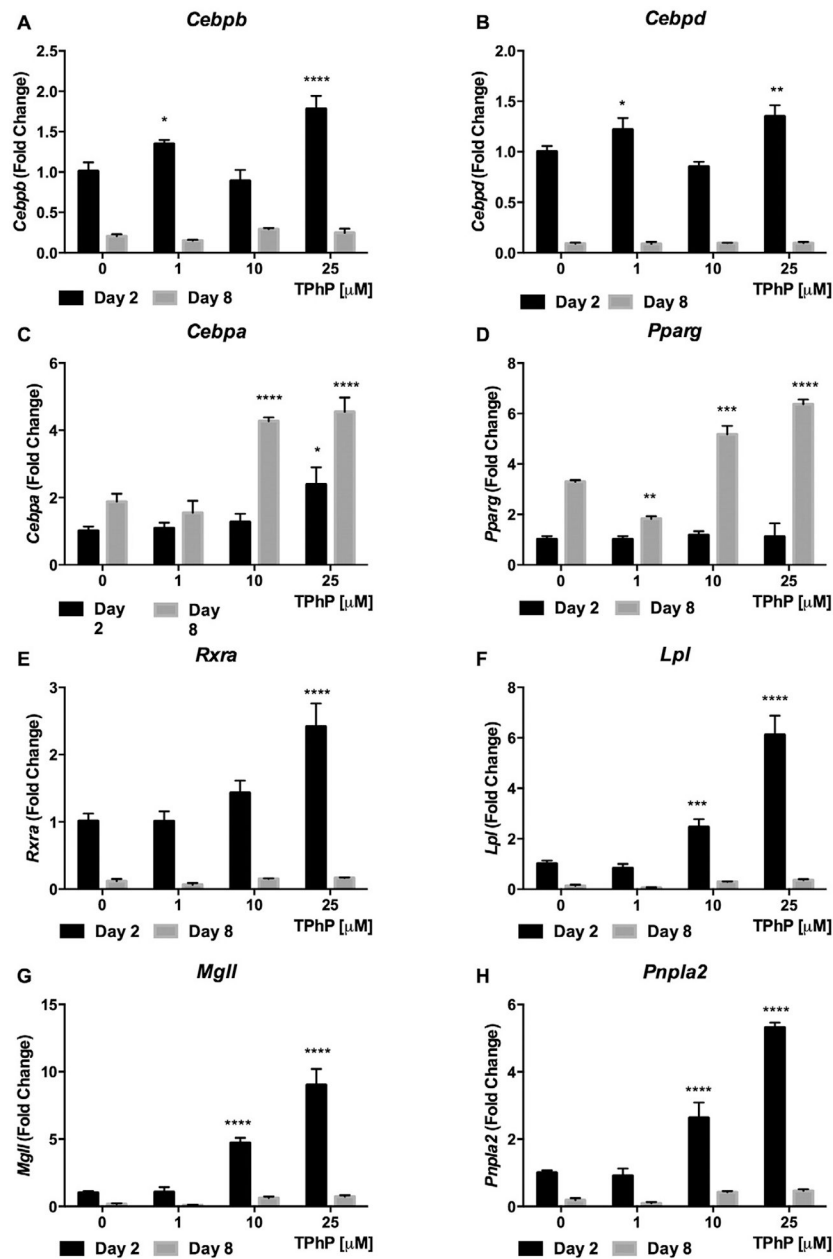 A
Cebpb
Cebpb (Fold Change)
2.5
2.0
1.5
1.0
0.5
0.0
*
****
0
1
10
25
TPhP [μM]
Day 2
Day 8
B
Cebpd
Cebpd (Fold Change)
2.0
1.5
1.0
0.5
0.0
*
**
0
1
10
25
TPhP [μM]
Day 2
Day 8
C
Cebpa
Cebpa (Fold Change)
6
4
2
0
****
*
****
0
1
10
25
TPhP [μM]
Day
2
Day
8
D
Pparg
Pparg (Fold Change)
8
6
4
2
0
**
***
****
0
1
10
25
TPhP [μM]
Day 2
Day 8
E
Rxra
Rxra (Fold Change)
3
2
1
0
****
0
1
10
25
TPhP [μM]
Day 2
Day 8
F
Lpl
Lpl (Fold Change)
8
6
4
2
0
***
****
0
1
10
25
TPhP [μM]
Day 2
Day 8
G
Mgll
Mgll (Fold Change)
15
10
5
0
****
****
0
1
10
25
TPhP [μM]
Day 2
Day 8
H
Pnpla2
Pnpla2 (Fold Change)
6
4
2
0
****
****
0
1
10
25
TPhP [μM]
Day 2
Day 8